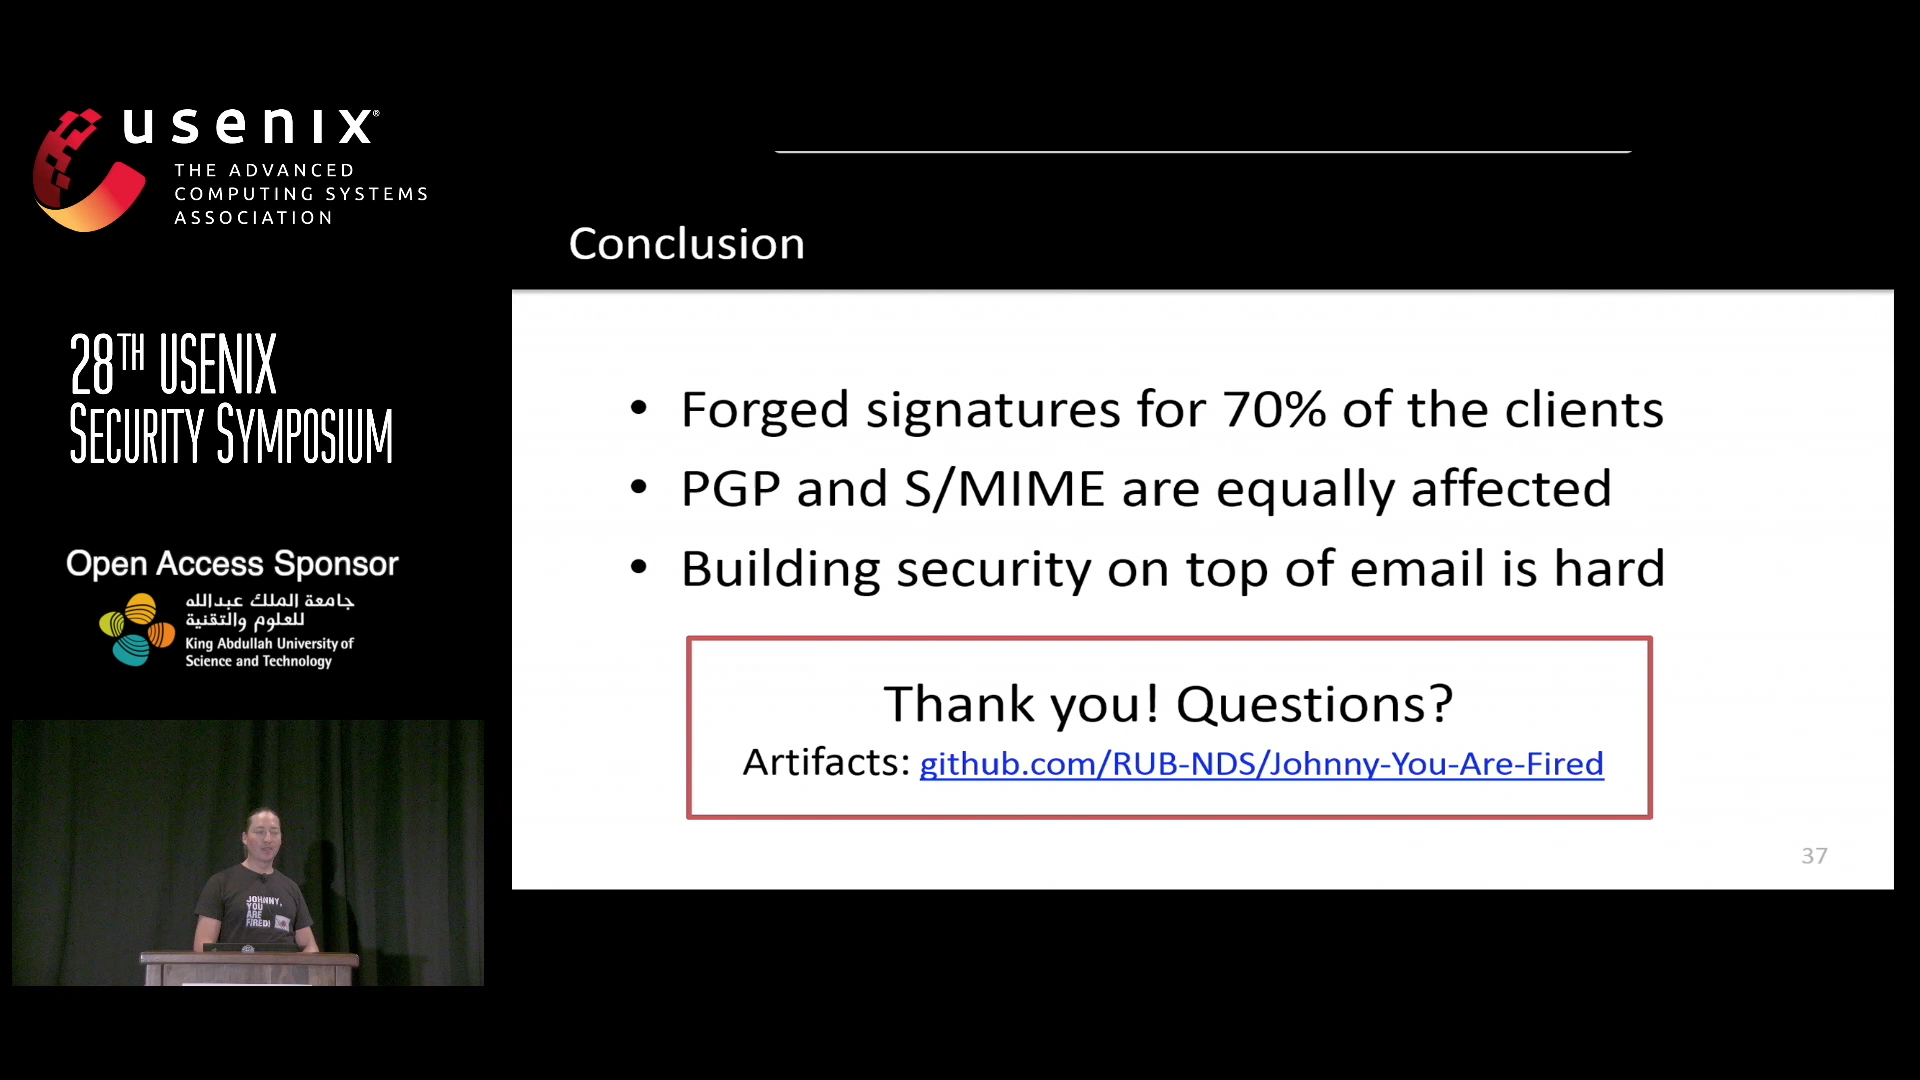 usenix®
THE ADVANCED
COMPUTING SYSTEMS
ASSOCIATION
28TH USENIX
SECURITY SYMPOSIUM
Open Access Sponsor
جامعة الملك عبدالله
للعلوم والتقنية
King Abdullah University of
Science and Technology
JOHNNY,
YOU
ARE
FIRED!
Conclusion
• Forged signatures for 70% of the clients
• PGP and S/MIME are equally affected
• Building security on top of email is hard
Thank you! Questions?
Artifacts: github.com/RUB-NDS/Johnny-You-Are-Fired
37